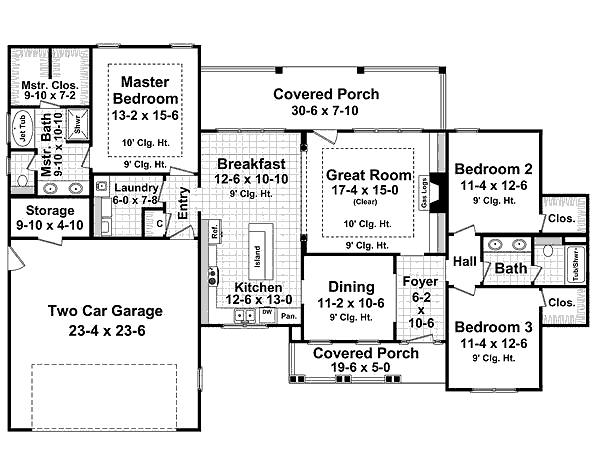 Mstr. Clos.
9-10 x 7-2
Master
Bedroom
13-2 x 15-6
10' Clg. Ht.
9' Clg. Ht.
Covered Porch
30-6 x 7-10
Jet Tub
Mstr. Bath
9-10 x 10-10
Shwr
Breakfast
12-6 x 10-10
9' Clg. Ht.
Great Room
17-4 x 15-0
(Clear)
10' Clg. Ht.
9' Clg. Ht.
Gas Logs
Bedroom 2
11-4 x 12-6
9' Clg. Ht.
Clos.
Laundry
6-0 x 7-8
Entry
C
Storage
9-10 x 4-10
Ref.
Island
Kitchen
12-6 x 13-0
DW
Pan.
Dining
11-2 x 10-6
9' Clg. Ht.
Foyer
6-2
x
10-6
Hall
Bath
Tub/Shwr.
Clos.
Two Car Garage
23-4 x 23-6
Bedroom 3
11-4 x 12-6
9' Clg. Ht.
Covered Porch
19-6 x 5-0